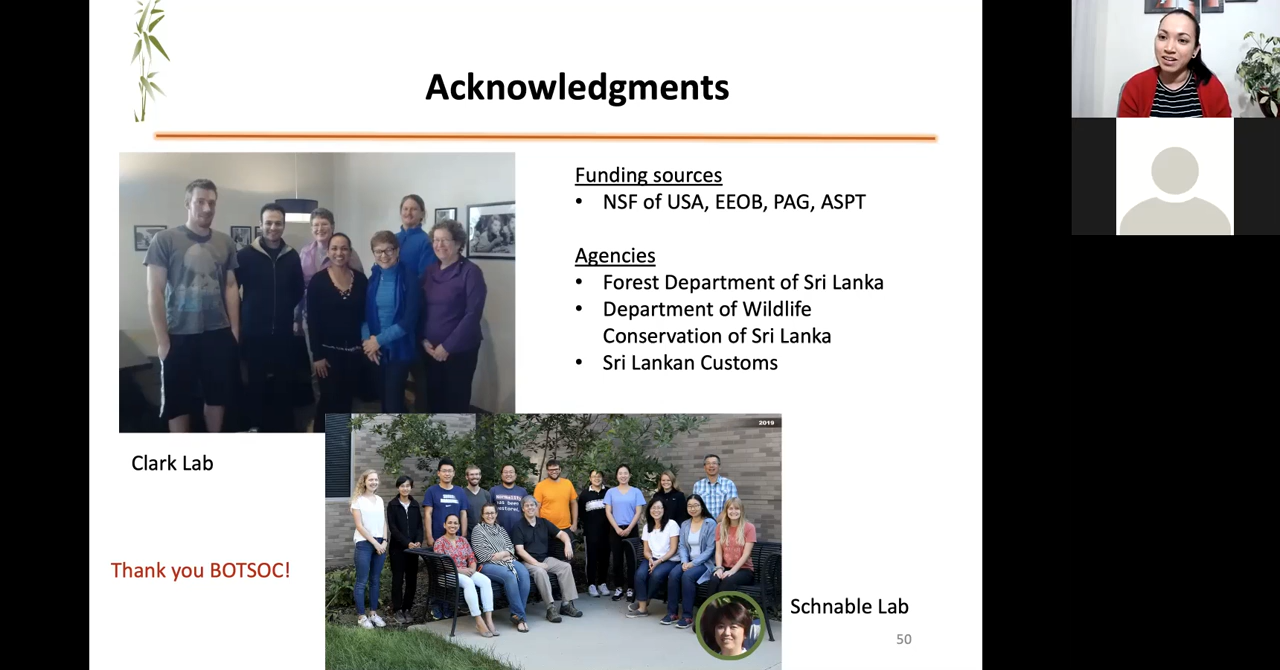 Acknowledgments
Funding sources
• NSF of USA, EEOB, PAG, ASPT
Agencies
• Forest Department of Sri Lanka
• Department of Wildlife
Conservation of Sri Lanka
• Sri Lankan Customs
2019
Clark Lab
Thank you BOTSOC!
Schnable Lab
50